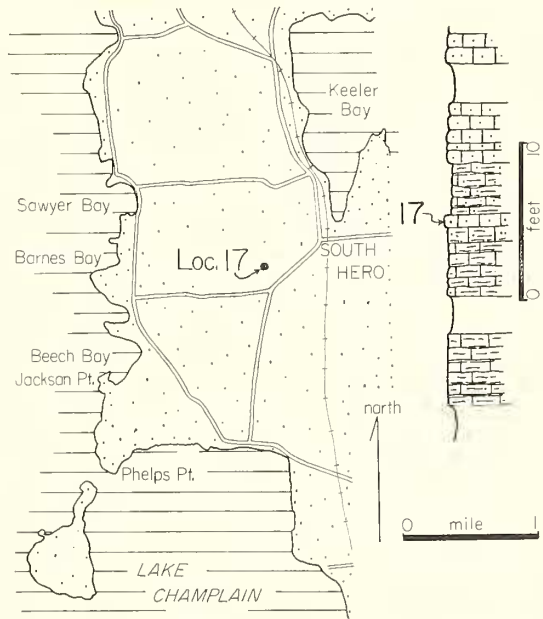 Keeler
Bay
Sawyer Bay
Barnes Bay
Loc. 17
SOUTH
HERO
Beech Bay
Jackson Pt.
Phelps Pt.
LAKE
CHAMPLAIN
north
0 mile 1
17
10
feet
0